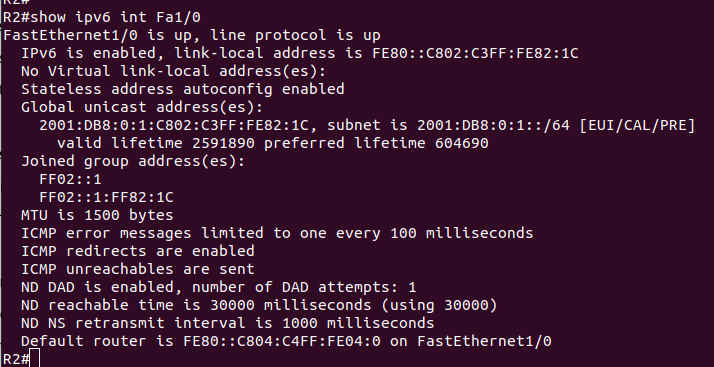 R2#
R2#show ipv6 int Fa1/0
FastEthernet1/0 is up, line protocol is up
  IPv6 is enabled, link-local address is FE80::C802:C3FF:FE82:1C
  No Virtual link-local address(es):
  Stateless address autoconfig enabled
  Global unicast address(es):
    2001:DB8:0:1:C802:C3FF:FE82:1C, subnet is 2001:DB8:0:1::/64 [EUI/CAL/PRE]
      valid lifetime 2591890 preferred lifetime 604690
  Joined group address(es):
    FF02::1
    FF02::1:FF82:1C
  MTU is 1500 bytes
  ICMP error messages limited to one every 100 milliseconds
  ICMP redirects are enabled
  ICMP unreachables are sent
  ND DAD is enabled, number of DAD attempts: 1
  ND reachable time is 30000 milliseconds (using 30000)
  ND NS retransmit interval is 1000 milliseconds
  Default router is FE80::C804:C4FF:FE04:0 on FastEthernet1/0
R2#